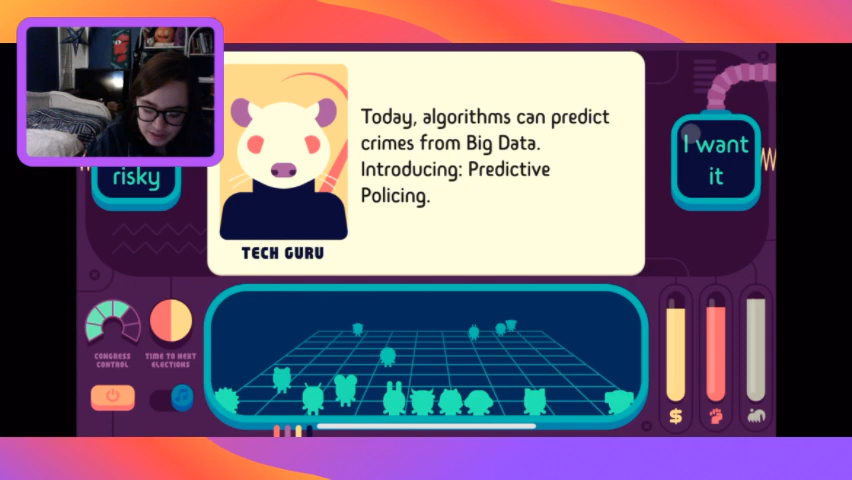 Today, algorithms can predict
crimes from Big Data.
Introducing: Predictive
Policing.
TECH GURU
risky
I want
it
CONGRESS
CONTROL
TIME TO NEXT
ELECTIONS
$